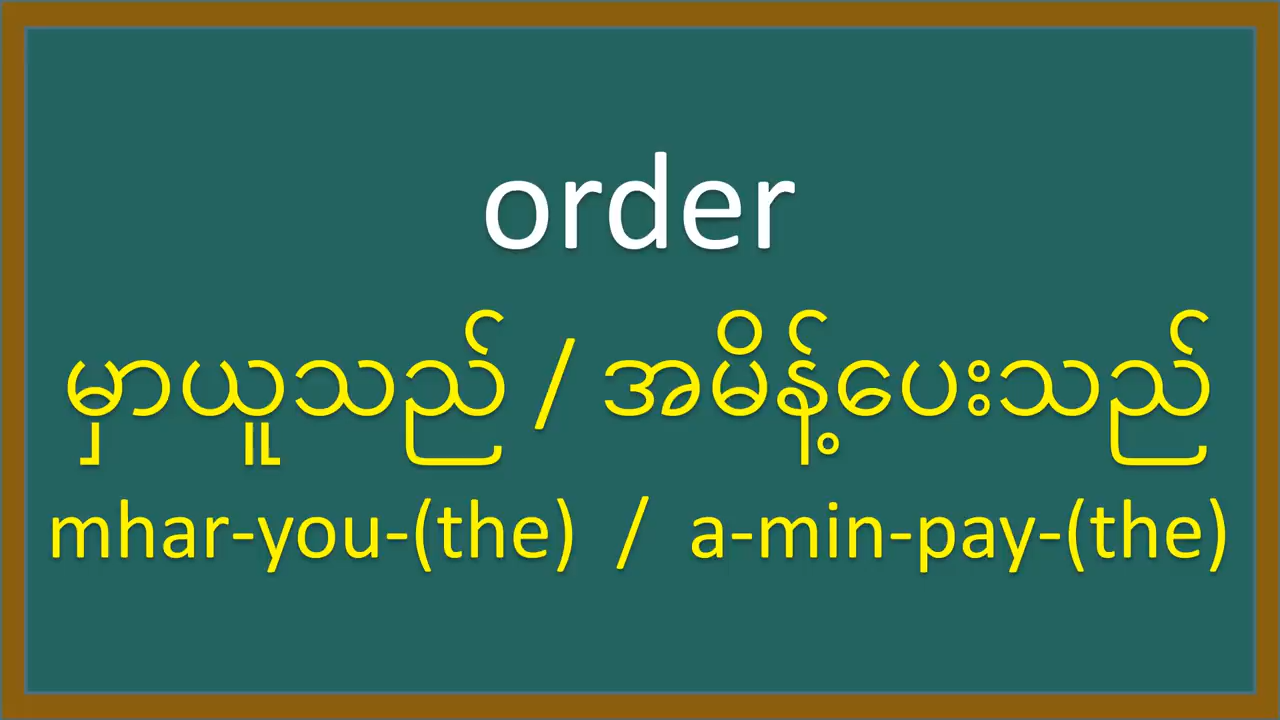 order
မှာယူသည် / အမိန့်ပေးသည်
mhar-you-(the) / a-min-pay-(the)